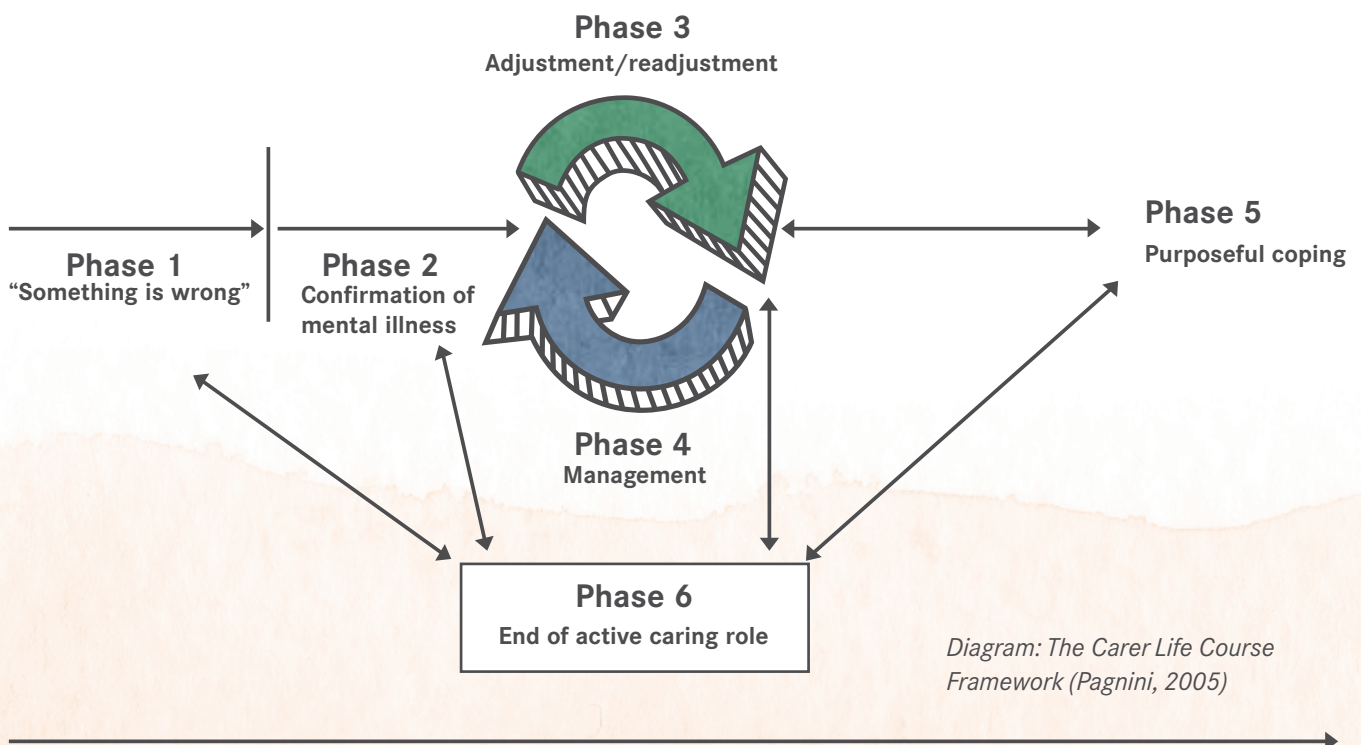 Phase 3
Adjustment/readjustment
Phase 1
“Something is wrong”
Phase 2
Confirmation of
mental illness
Phase 5
Purposeful coping
Phase 4
Management
Phase 6
End of active caring role
Diagram: The Carer Life Course
Framework (Pagnini, 2005)